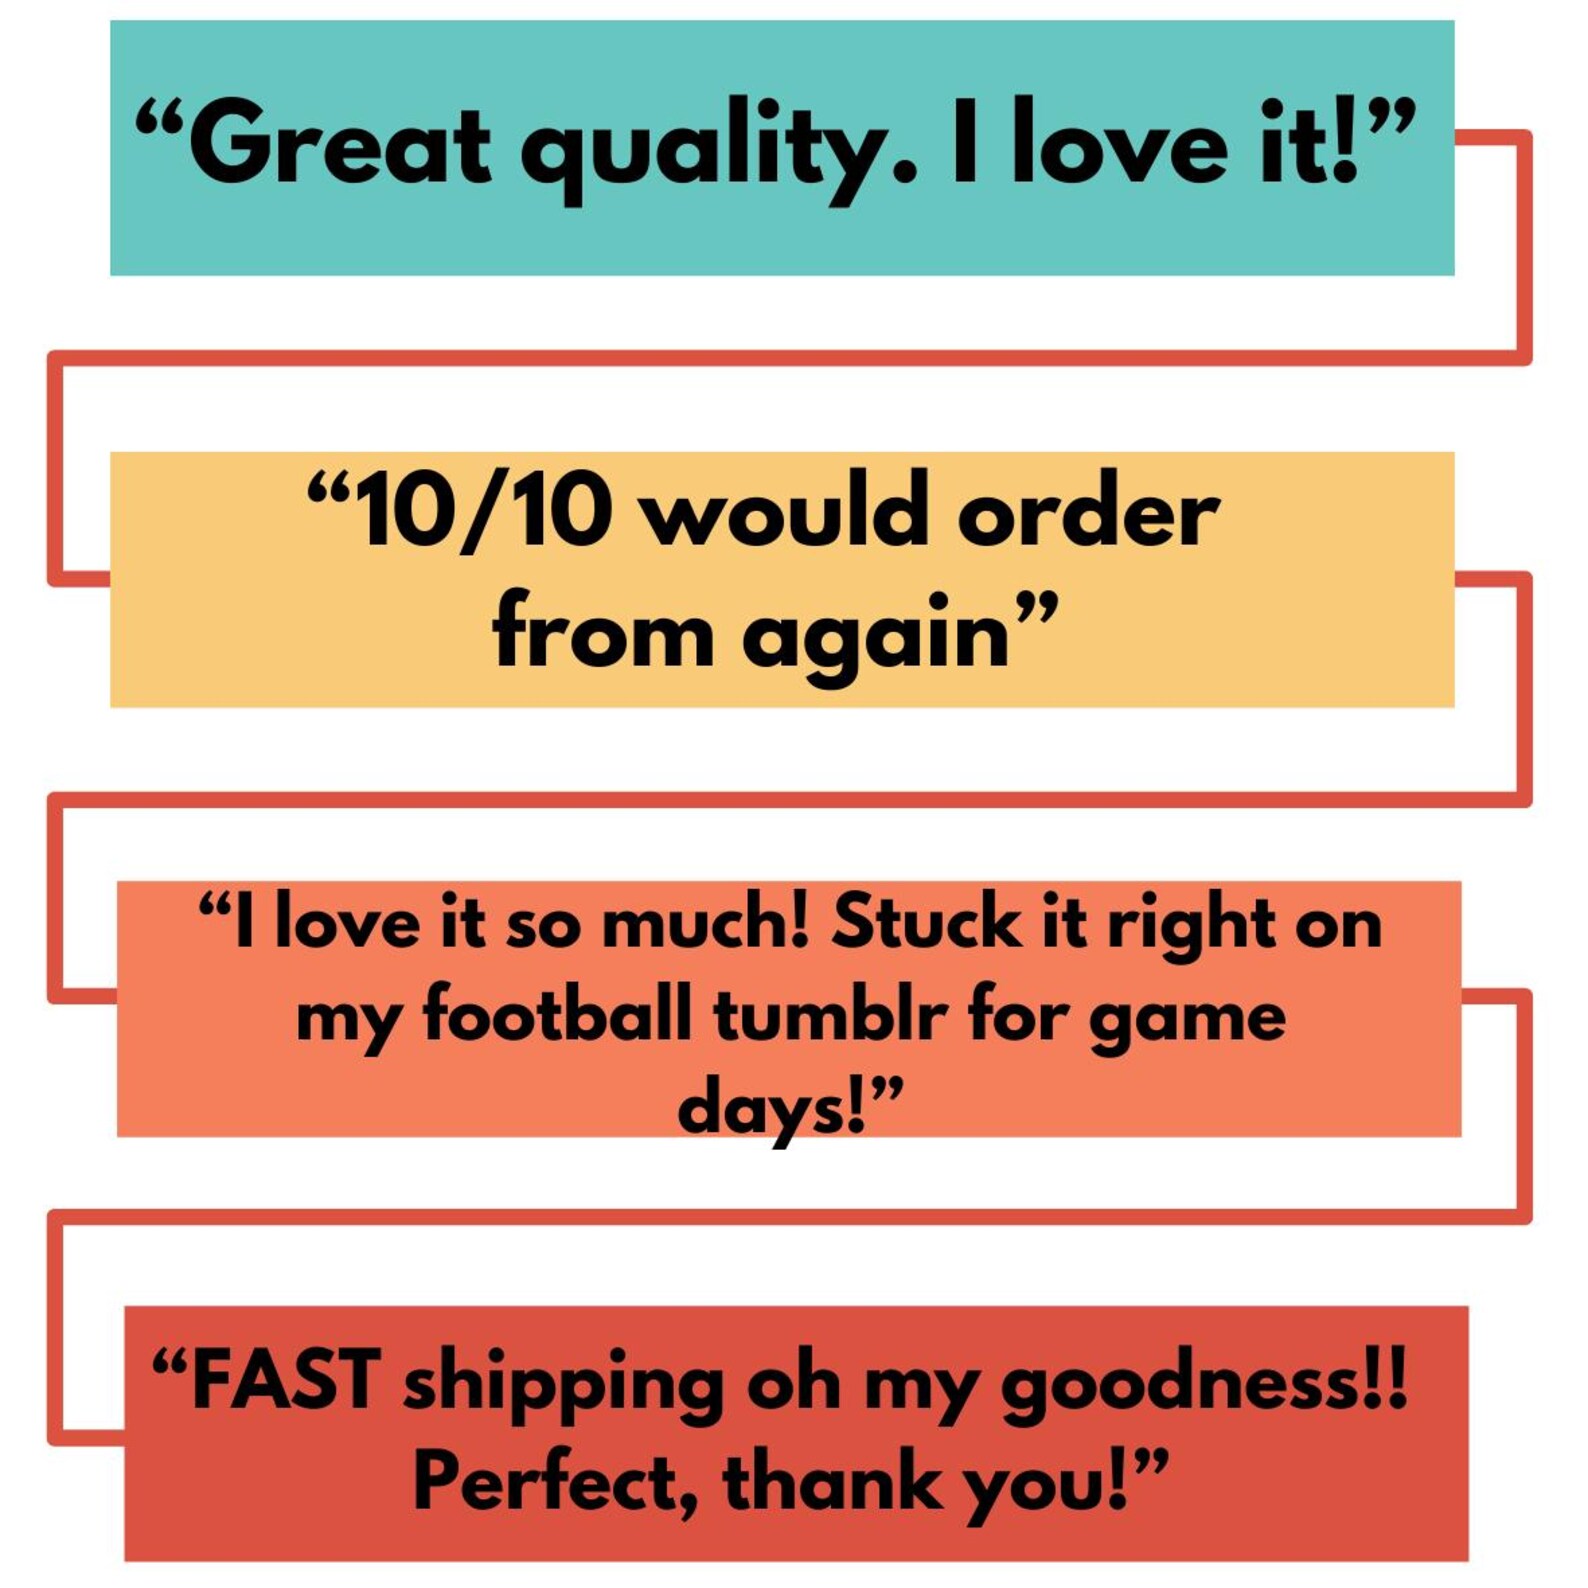 “Great quality. I love it!”
“10/10 would order
from again”
“I love it so much! Stuck it right on
my football tumblr for game
days!”
“FAST shipping oh my goodness!!
Perfect, thank you!”